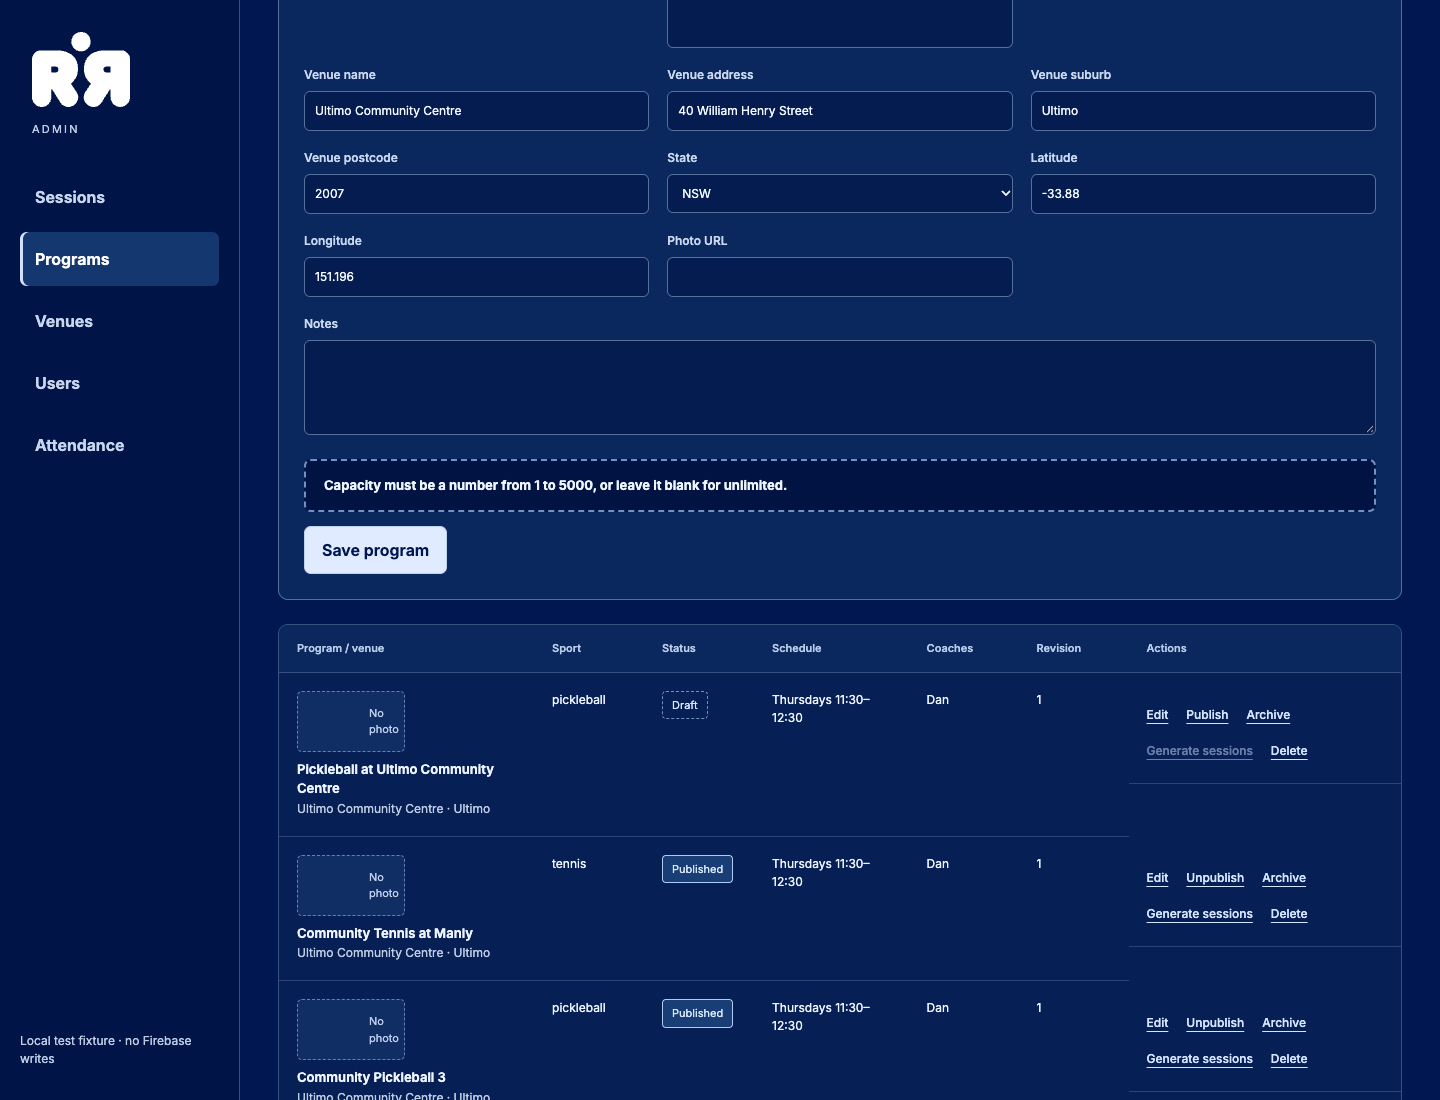 RR
ADMIN
Sessions
Programs
Venues
Users
Attendance
Local test fixture · no Firebase
writes
Venue name
Venue address
Venue suburb
Ultimo Community Centre
40 William Henry Street
Ultimo
Venue postcode
State
Latitude
2007
NSW
-33.88
Longitude
Photo URL
151.196
Notes
Capacity must be a number from 1 to 5000, or leave it blank for unlimited.
Save program
Program / venue
Sport
Status
Schedule
Coaches
Revision
Actions
No
photo
Pickleball at Ultimo Community
Centre
Ultimo Community Centre · Ultimo
pickleball
Draft
Thursdays 11:30–
12:30
Dan
1
Edit Publish Archive
Generate sessions Delete
No
photo
Community Tennis at Manly
Ultimo Community Centre · Ultimo
tennis
Published
Thursdays 11:30–
12:30
Dan
1
Edit Unpublish Archive
Generate sessions Delete
No
photo
Community Pickleball 3
Ultimo Community Centre · Ultimo
pickleball
Published
Thursdays 11:30–
12:30
Dan
1
Edit Unpublish Archive
Generate sessions Delete